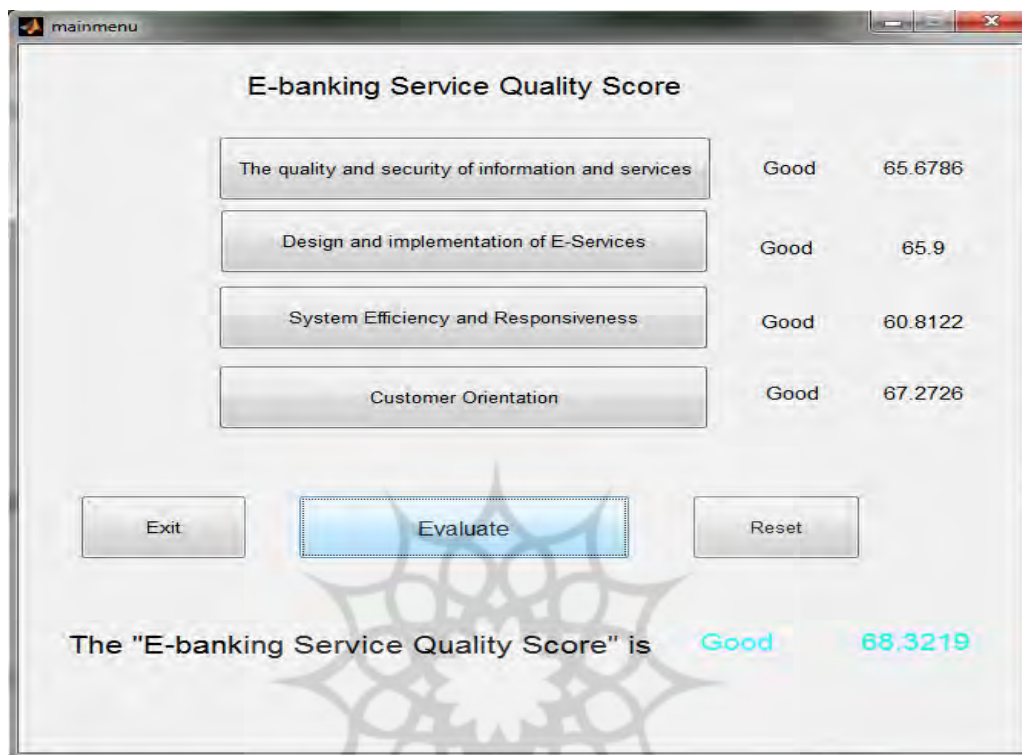 mainmenu
E-banking Service Quality Score
The quality and security of information and services Good 65.6786
Design and implementation of E-Services Good 65.9
System Efficiency and Responsiveness Good 60.8122
Customer Orientation Good 67.2726
Exit Evaluate Reset
The "E-banking Service Quality Score" is Good 68.3219